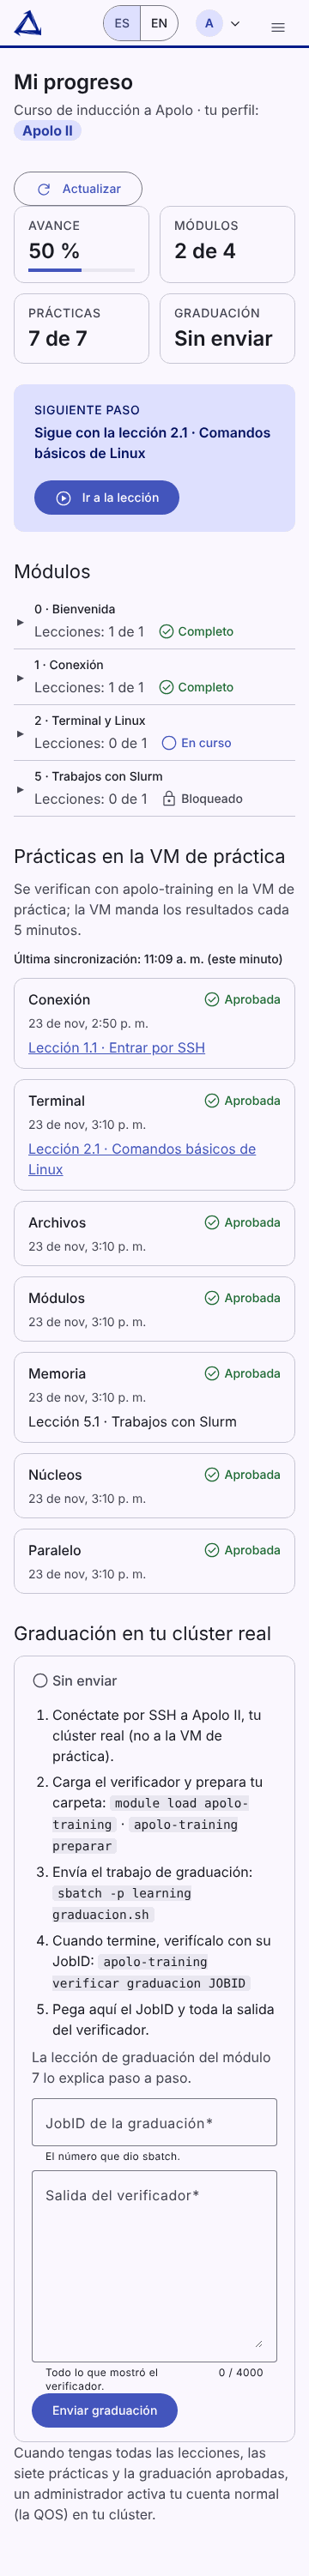 ES
EN
A
Mi progreso
Curso de inducción a Apolo · tu perfil:
Apolo II
Actualizar
AVANCE
50 %
MÓDULOS
2 de 4
PRÁCTICAS
7 de 7
GRADUACIÓN
Sin enviar
SIGUIENTE PASO
Sigue con la lección 2.1 · Comandos
básicos de Linux
Ir a la lección
Módulos
0 · Bienvenida
Lecciones: 1 de 1
Completo
1 · Conexión
Lecciones: 1 de 1
Completo
2 · Terminal y Linux
Lecciones: 0 de 1
En curso
5 · Trabajos con Slurm
Lecciones: 0 de 1
Bloqueado
Prácticas en la VM de práctica
Se verifican con apolo-training en la VM de
práctica; la VM manda los resultados cada
5 minutos.
Última sincronización: 11:09 a. m. (este minuto)
Conexión
Aprobada
23 de nov, 2:50 p. m.
Lección 1.1 · Entrar por SSH
Terminal
Aprobada
23 de nov, 3:10 p. m.
Lección 2.1 · Comandos básicos de
Linux
Archivos
Aprobada
23 de nov, 3:10 p. m.
Módulos
Aprobada
23 de nov, 3:10 p. m.
Memoria
Aprobada
23 de nov, 3:10 p. m.
Lección 5.1 · Trabajos con Slurm
Núcleos
Aprobada
23 de nov, 3:10 p. m.
Paralelo
Aprobada
23 de nov, 3:10 p. m.
Graduación en tu clúster real
Sin enviar
1. Conéctate por SSH a Apolo II, tu
clúster real (no a la VM de
práctica).
2. Carga el verificador y prepara tu
carpeta: module load apolo-
training · apolo-training
preparar
3. Envía el trabajo de graduación:
sbatch -p learning
graduacion.sh
4. Cuando termine, verifícalo con su
JobID: apolo-training
verificar graduacion JOBID
5. Pega aquí el JobID y toda la salida
del verificador.
La lección de graduación del módulo
7 lo explica paso a paso.
JobID de la graduación*
El número que dio sbatch.
Salida del verificador*
Todo lo que mostró el
verificador.
0 / 4000
Enviar graduación
Cuando tengas todas las lecciones, las
siete prácticas y la graduación aprobadas,
un administrador activa tu cuenta normal
(la QOS) en tu clúster.